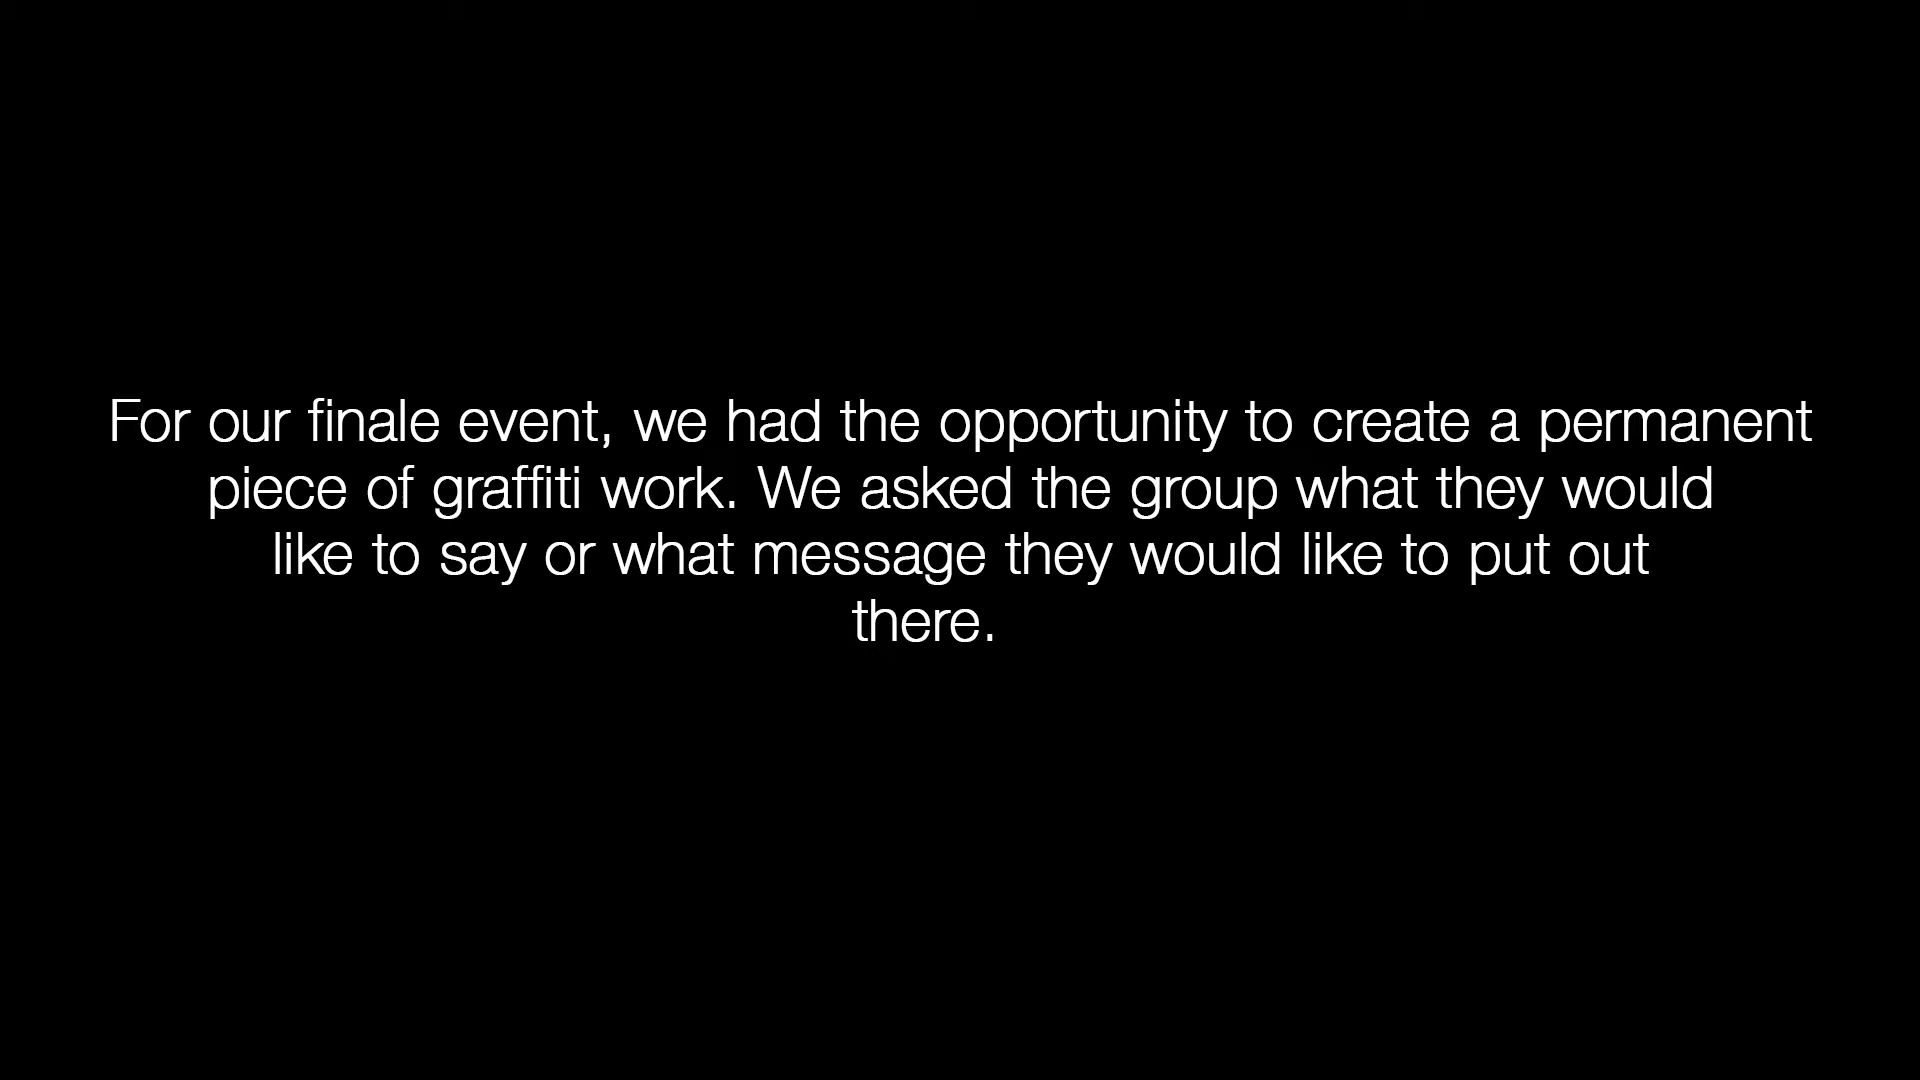 For our finale event, we had the opportunity to create a permanent
piece of graffiti work. We asked the group what they would
like to say or what message they would like to put out
there.